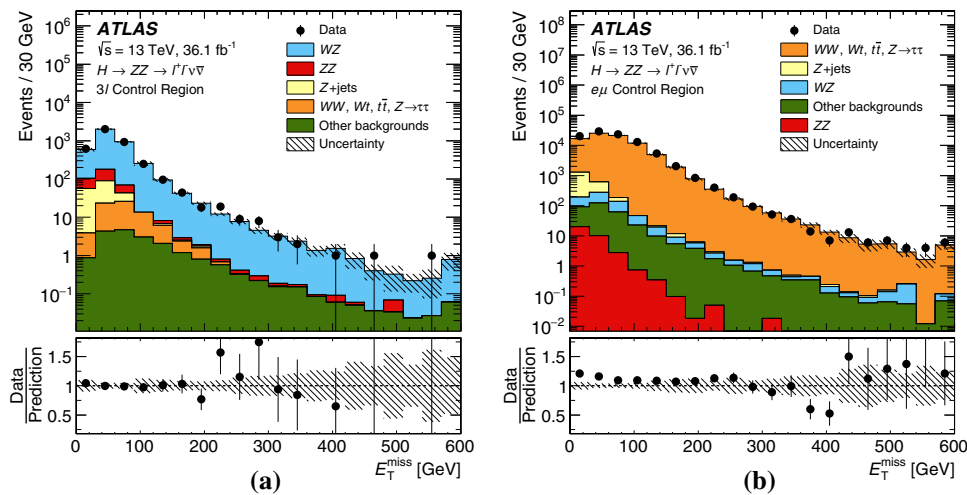 ATLAS
√s = 13 TeV, 36.1 fb⁻¹
H → ZZ → l⁺l⁻νν̄
3l Control Region
Data
WZ
ZZ
Z+jets
WW, Wt, tt̄, Z→ττ
Other backgrounds
Uncertainty
Events / 30 GeV
10⁶
10⁵
10⁴
10³
10²
10
1
10⁻¹
Data
Prediction
1.5
1
0.5
0 100 200 300 400 500 600
E_T^miss [GeV]
(a)
ATLAS
√s = 13 TeV, 36.1 fb⁻¹
H → ZZ → l⁺l⁻νν̄
eμ Control Region
Data
WW, Wt, tt̄, Z→ττ
Z+jets
WZ
Other backgrounds
ZZ
Uncertainty
Events / 30 GeV
10⁸
10⁷
10⁶
10⁵
10⁴
10³
10²
10
1
10⁻¹
10⁻²
Data
Prediction
1.5
1
0.5
0 100 200 300 400 500 600
E_T^miss [GeV]
(b)